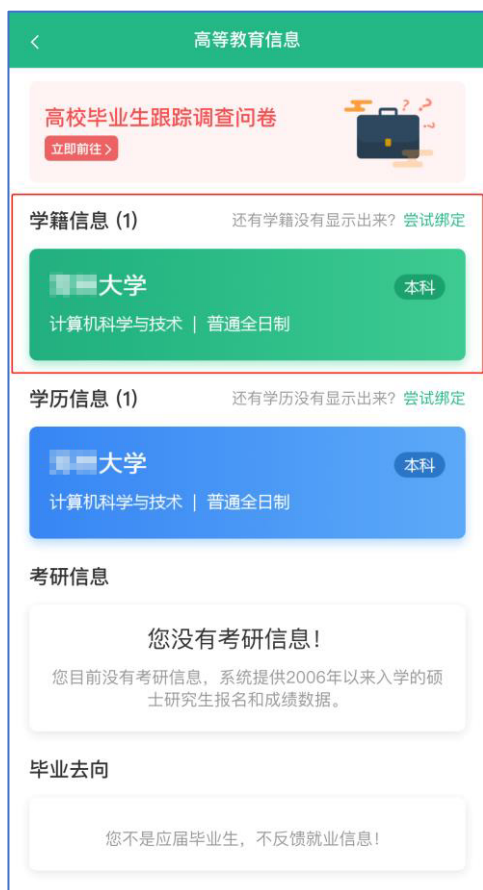 高等教育信息
高校毕业生跟踪调查问卷
立即前往 >
学籍信息 (1) 还有学籍没有显示出来? 尝试绑定
大学 本科
计算机科学与技术 | 普通全日制
学历信息 (1) 还有学历没有显示出来? 尝试绑定
大学 本科
计算机科学与技术 | 普通全日制
考研信息
您没有考研信息!
您目前没有考研信息，系统提供2006年以来入学的硕
士研究生报名和成绩数据。
毕业去向
您不是应届毕业生，不反馈就业信息!